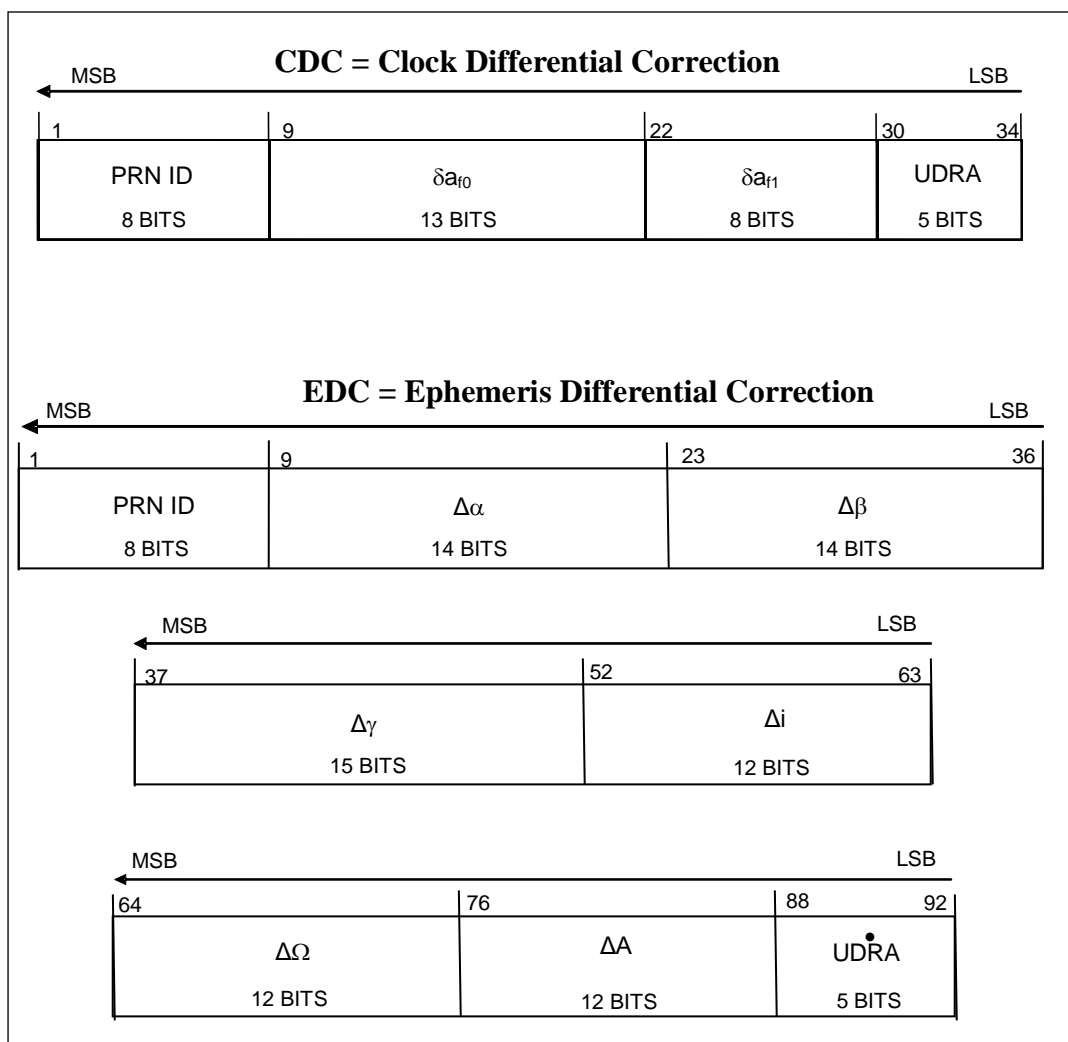 CDC = Clock Differential Correction
MSB LSB
1 9 22 30 34
PRN ID δaf0 δaf1 UDRA
8 BITS 13 BITS 8 BITS 5 BITS
EDC = Ephemeris Differential Correction
MSB LSB
1 9 23 36
PRN ID Δα Δβ
8 BITS 14 BITS 14 BITS
MSB LSB
37 52 63
Δγ Δi
15 BITS 12 BITS
MSB LSB
64 76 88 92
ΔΩ ΔA UDṘA
12 BITS 12 BITS 5 BITS